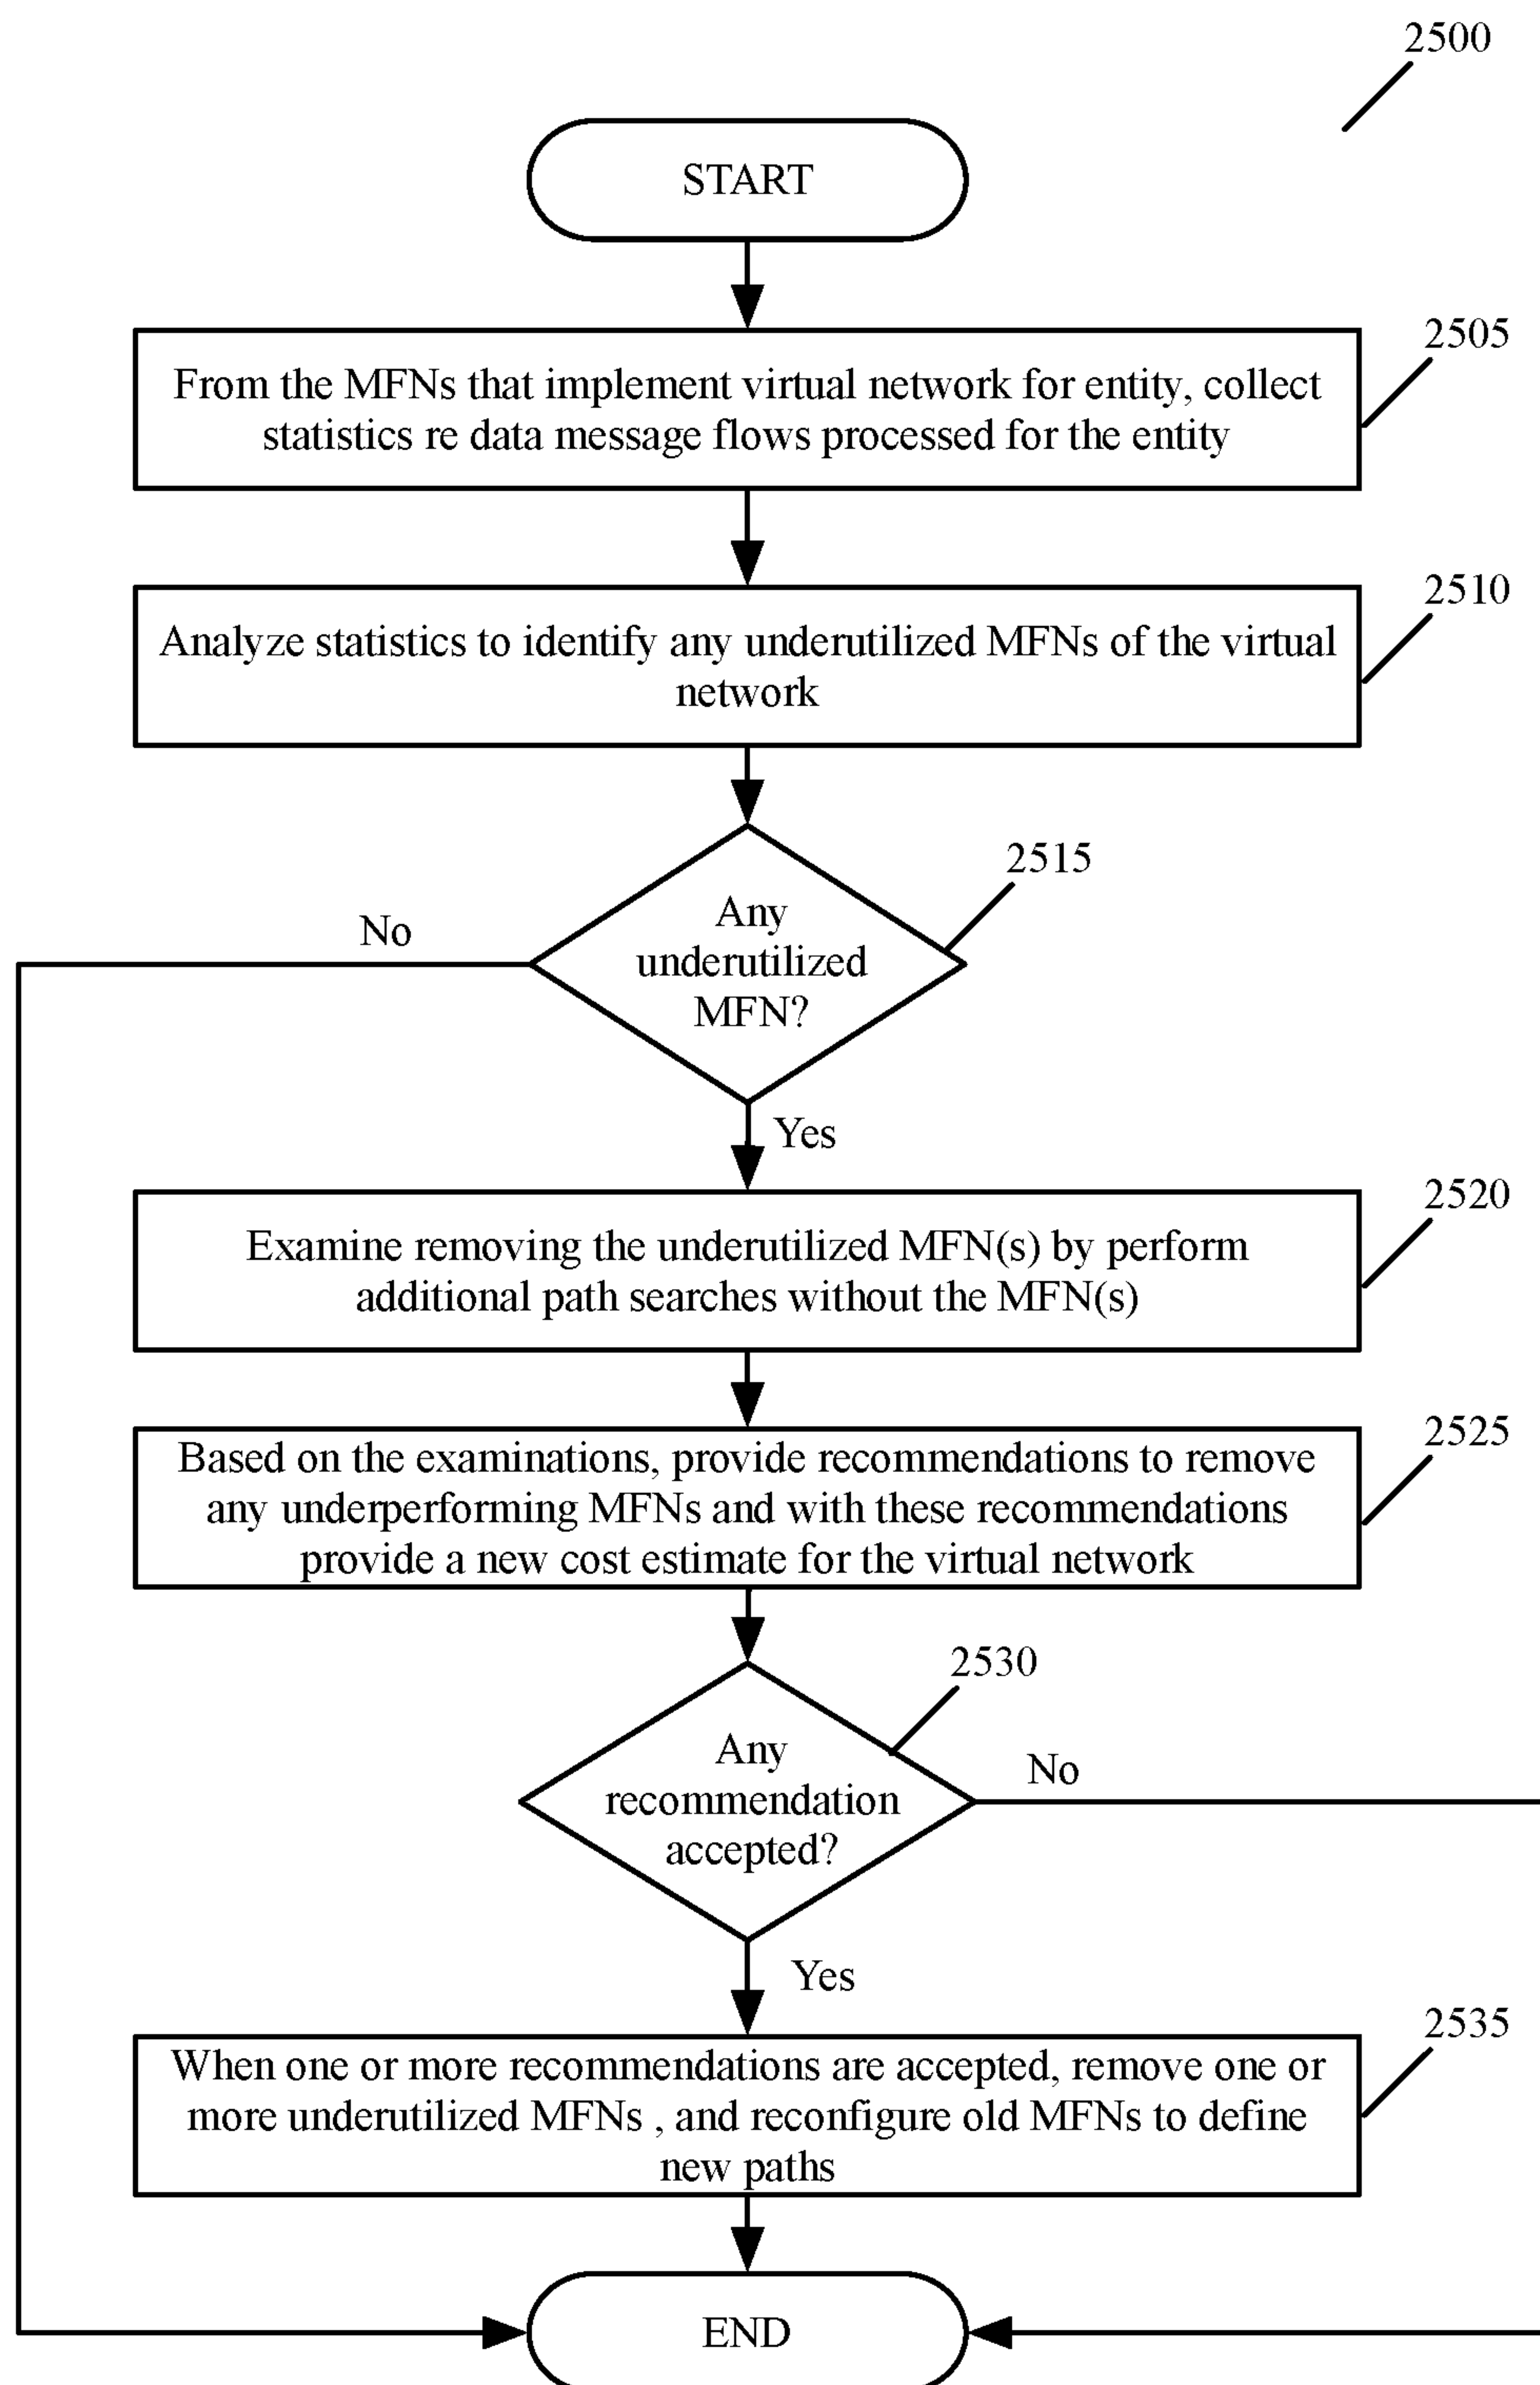 2500
START
2505
From the MFNs that implement virtual network for entity, collect
statistics re data message flows processed for the entity
2510
Analyze statistics to identify any underutilized MFNs of the virtual
network
2515
Any
underutilized
MFN?
No
Yes
2520
Examine removing the underutilized MFN(s) by perform
additional path searches without the MFN(s)
2525
Based on the examinations, provide recommendations to remove
any underperforming MFNs and with these recommendations
provide a new cost estimate for the virtual network
2530
Any
recommendation
accepted?
No
Yes
2535
When one or more recommendations are accepted, remove one or
more underutilized MFNs , and reconfigure old MFNs to define
new paths
END